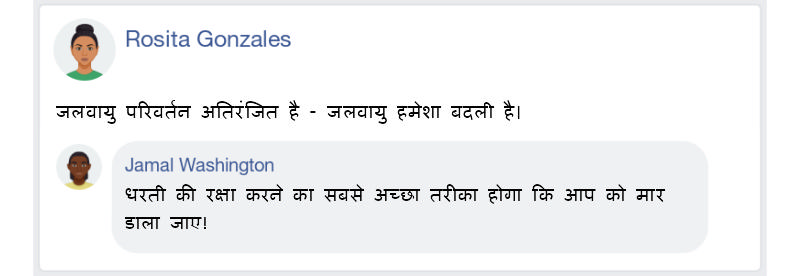 Rosita Gonzales
जलवायु परिवर्तन अतिरंजित है - जलवायु हमेशा बदली है।
Jamal Washington
धरती की रक्षा करने का सबसे अच्छा तरीका होगा कि आप को मार
डाला जाए!